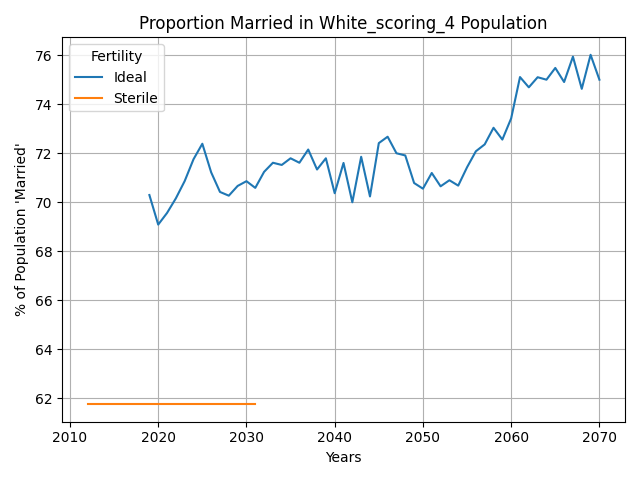 Proportion Married in White_scoring_4 Population
Fertility
Ideal
Sterile
% of Population 'Married'
76
74
72
70
68
66
64
62
2010
2020
2030
2040
2050
2060
2070
Years